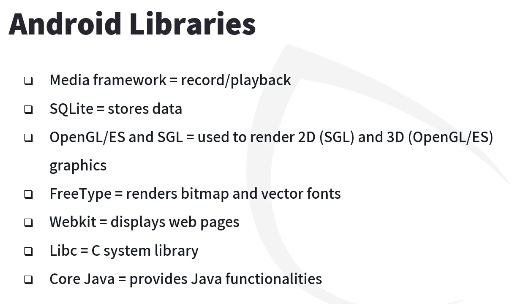 Android Libraries
❑ Media framework = record/playback
❑ SQLite = stores data
❑ OpenGL/ES and SGL = used to render 2D (SGL) and 3D (OpenGL/ES)
graphics
❑ FreeType = renders bitmap and vector fonts
❑ Webkit = displays web pages
❑ Libc = C system library
❑ Core Java = provides Java functionalities